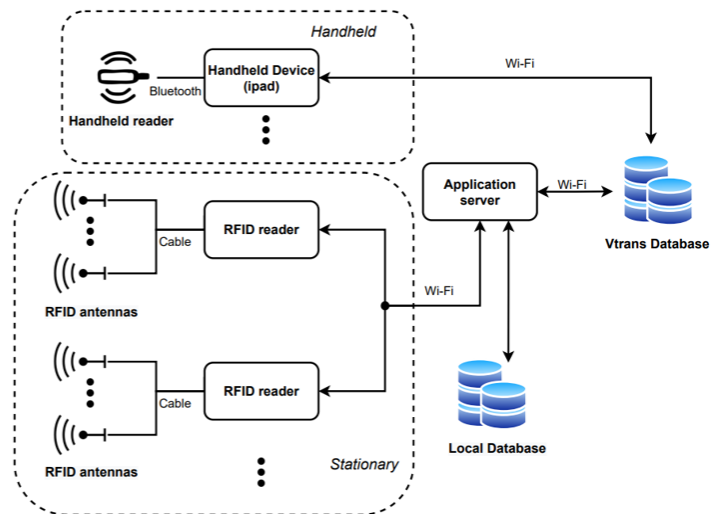 Handheld
Handheld Device
(ipad)
Bluetooth
Handheld reader
Wi-Fi
Application
server
Wi-Fi
Vtrans Database
RFID reader
Cable
RFID antennas
Wi-Fi
RFID reader
Cable
RFID antennas
Stationary
Local Database